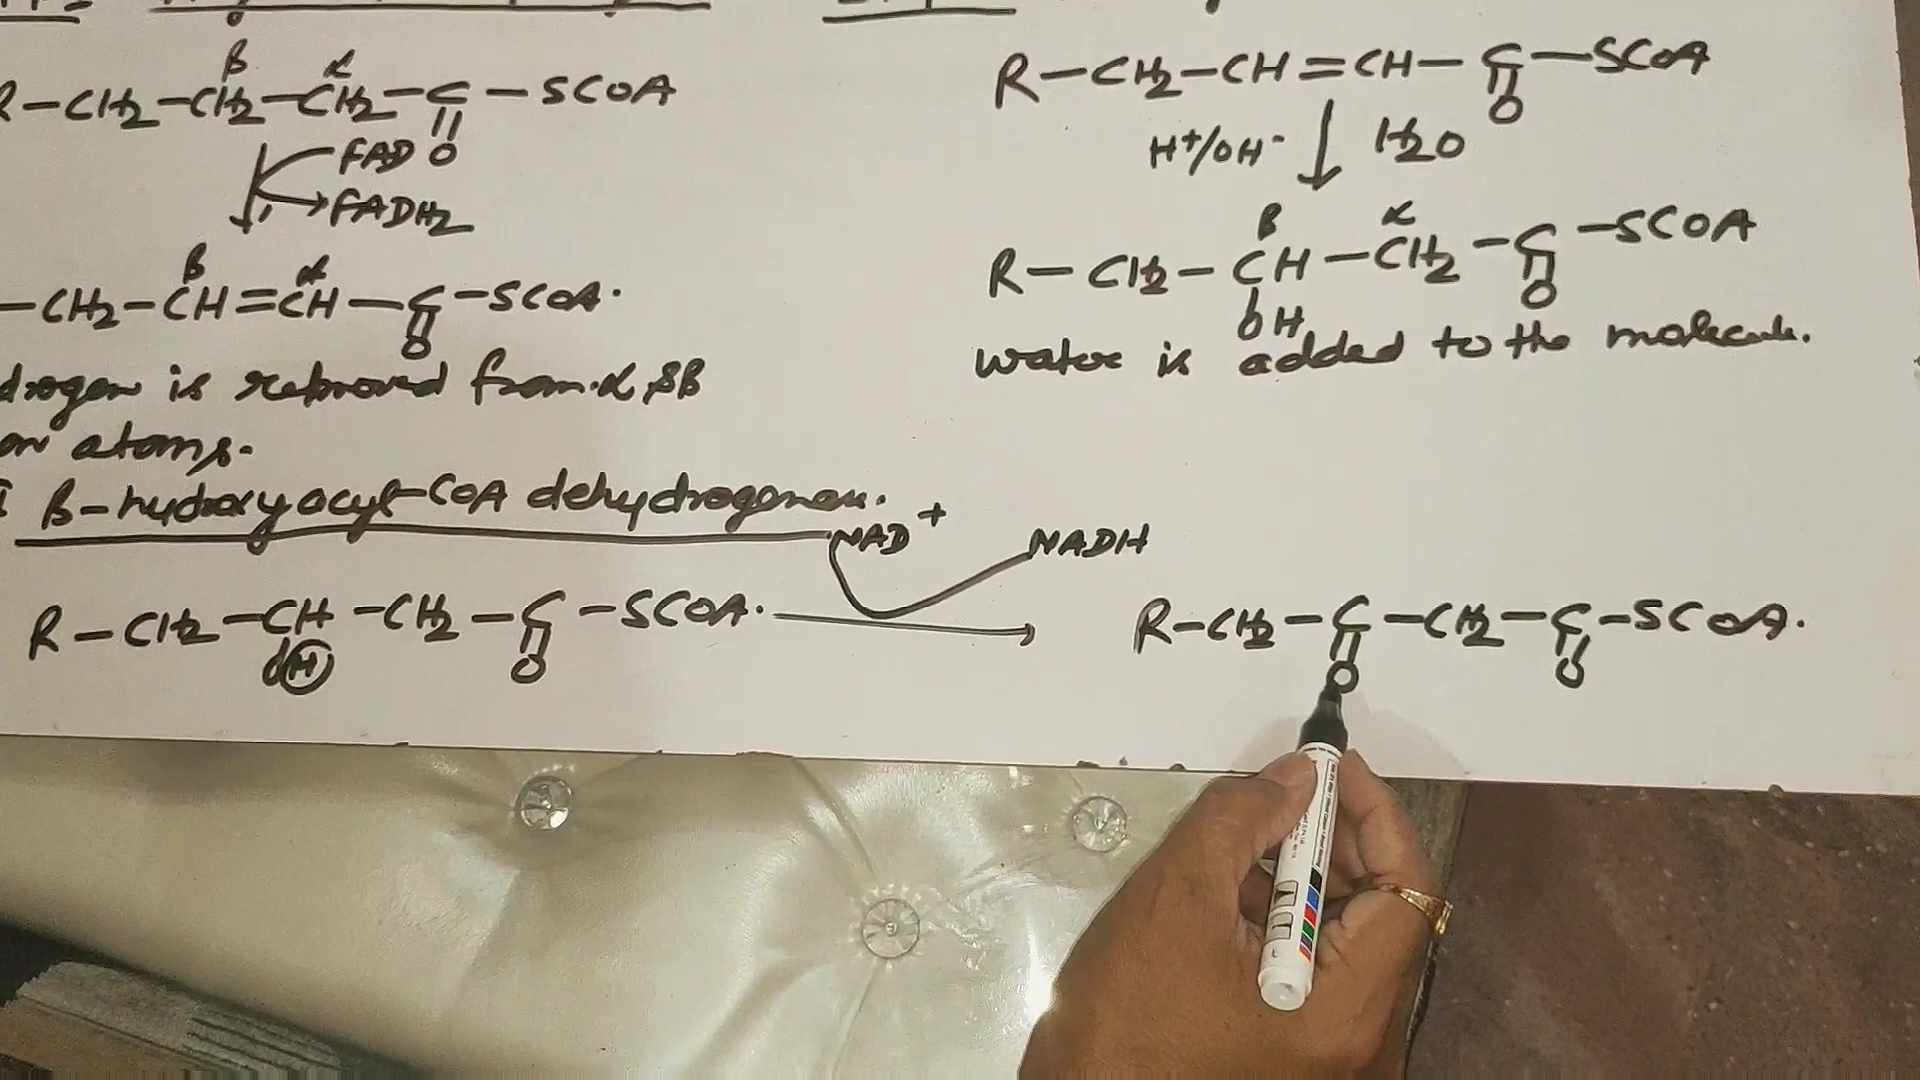 β α
R-CH2-CH2-CH2-C-SCOA
||
O
FAD
FADH2
β α
-CH2-CH=CH-C-SCOA.
||
O
drogen is removed from α, β
on atoms.
R-CH2-CH=CH-C-SCOA
||
O
H+/OH- ↓ H2O
β α
R-CH2-CH-CH2-C-SCOA
OH
||
O
water is added to the molecule.
β-hydroxyacyl-CoA dehydrogenase.
NAD+ NADH
R-CH2-CH-CH2-C-SCOA. → R-CH2-C-CH2-C-SCOA.
OH
||
O
||
O
||
O